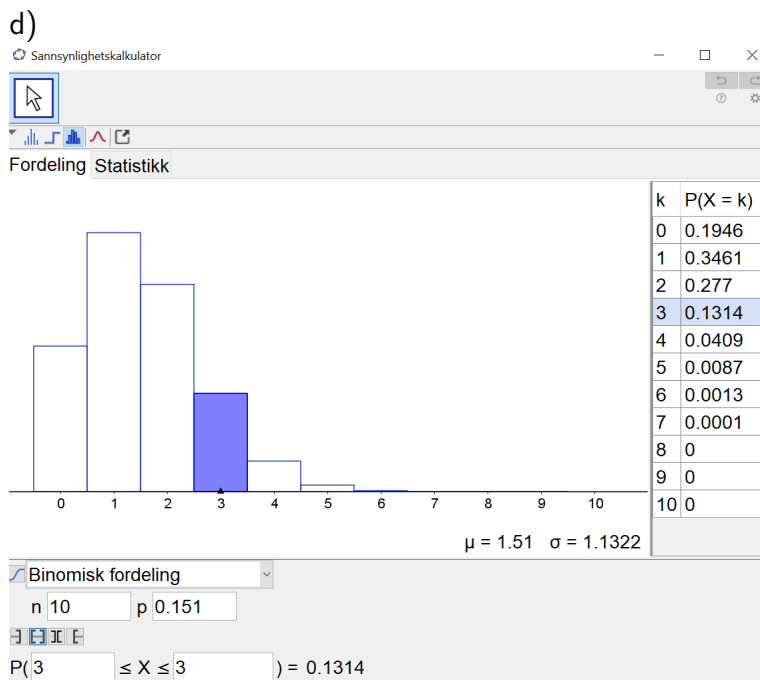 d)
Sannsynlighetskalkulator
Fordeling Statistikk
k P(X = k)
0 0.1946
1 0.3461
2 0.277
3 0.1314
4 0.0409
5 0.0087
6 0.0013
7 0.0001
8 0
9 0
10 0
0 1 2 3 4 5 6 7 8 9 10
μ = 1.51 σ = 1.1322
Binomisk fordeling
n 10 p 0.151
P( 3 ≤ X ≤ 3 ) = 0.1314